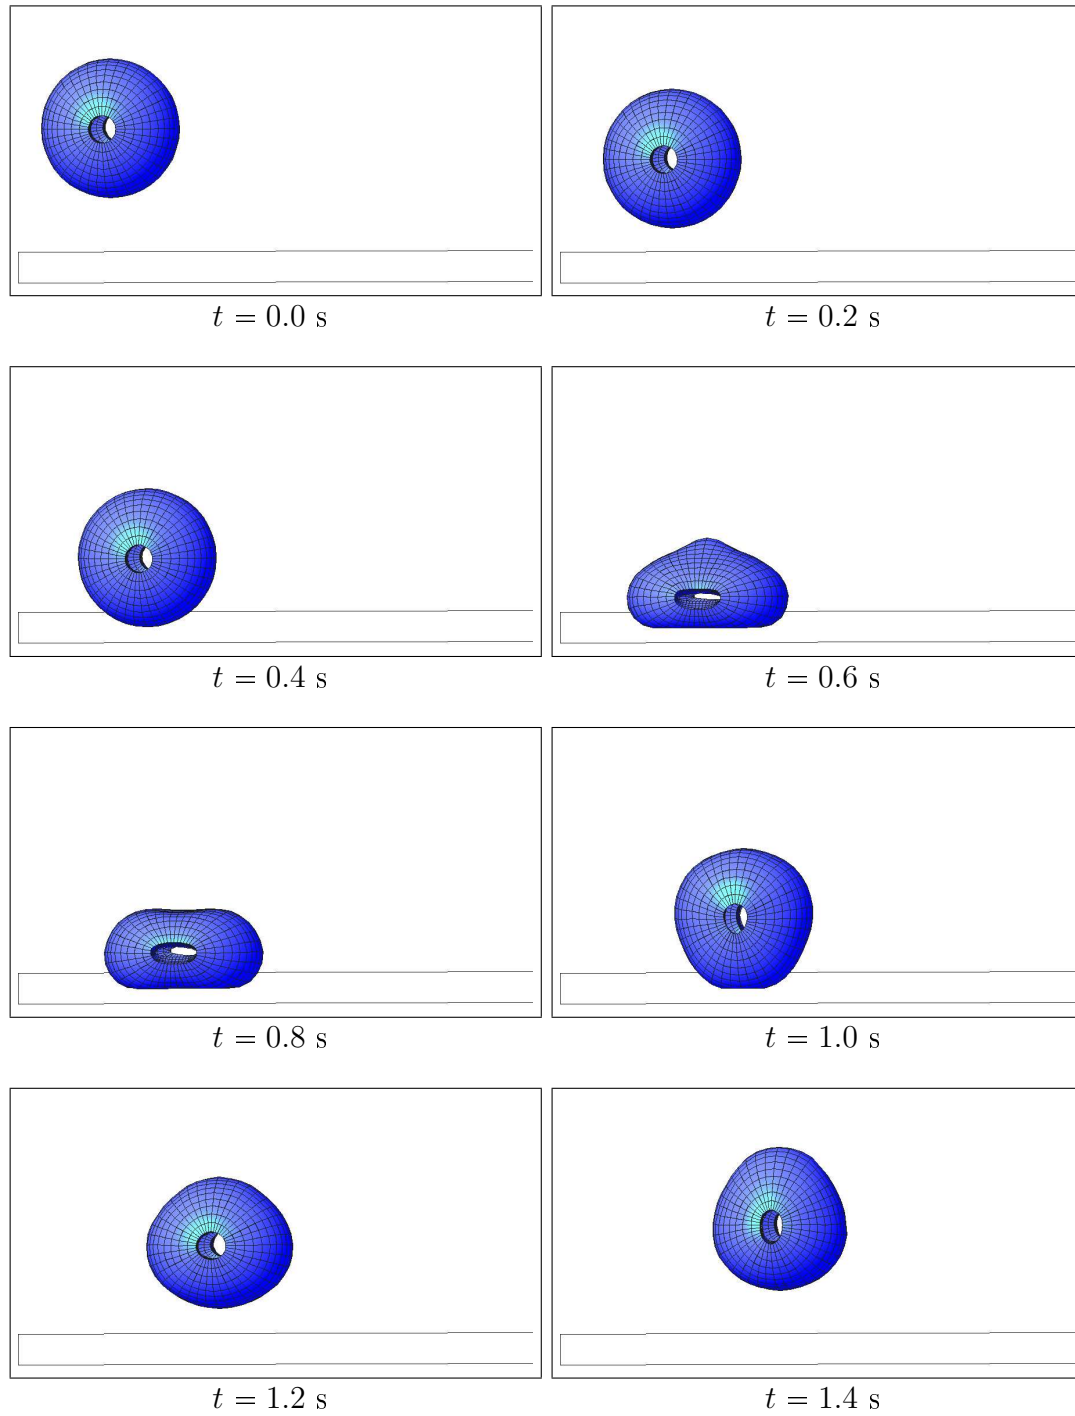 t = 0.0 s
t = 0.2 s
t = 0.4 s
t = 0.6 s
t = 0.8 s
t = 1.0 s
t = 1.2 s
t = 1.4 s